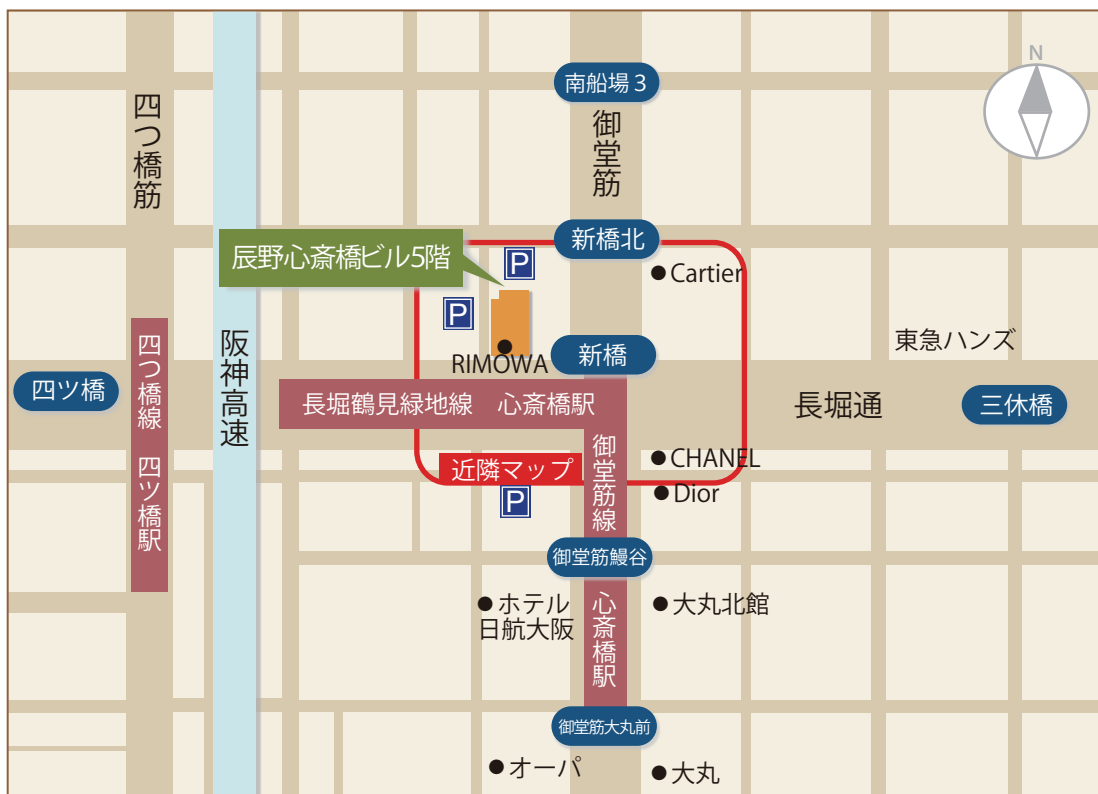 N
南船場3
御堂筋
四つ橋筋
新橋北
辰野心斎橋ビル5階
P
Cartier
P
東急ハンズ
新橋
RIMOWA
阪神高速
四つ橋線 四ツ橋駅
四ツ橋
長堀鶴見緑地線 心斎橋駅
長堀通
三休橋
御堂筋線
CHANEL
近隣マップ
Dior
P
御堂筋鰻谷
ホテル
日航大阪
心斎橋駅
大丸北館
御堂筋大丸前
オーパ
大丸